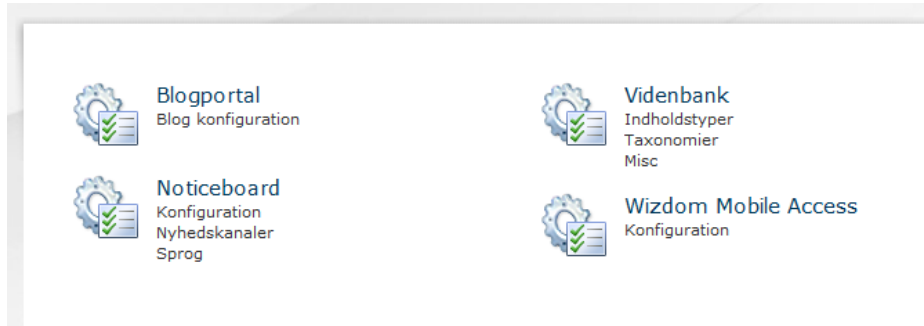 Blogportal
Blog konfiguration
Noticeboard
Konfiguration
Nyhedskanaler
Sprog
Videnbank
Indholdstyper
Taxonomier
Misc
Wizdom Mobile Access
Konfiguration